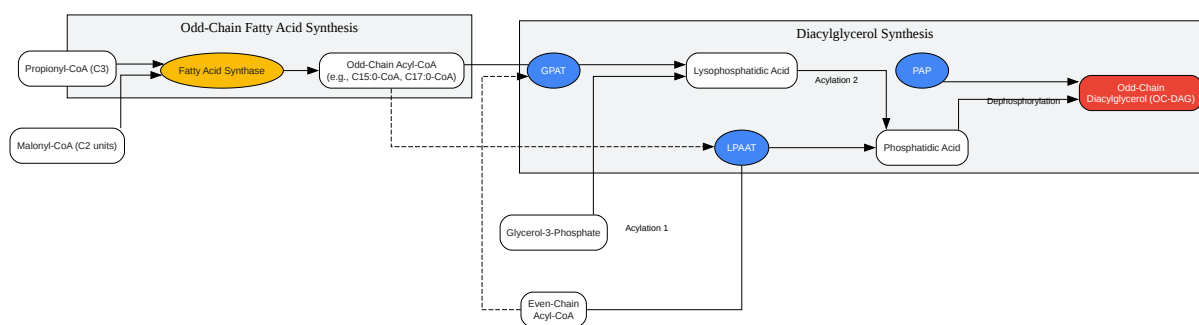 Odd-Chain Fatty Acid Synthesis
Diacylglycerol Synthesis
Propionyl-CoA (C3)
Fatty Acid Synthase
Odd-Chain Acyl-CoA
(e.g., C15:0-CoA, C17:0-CoA)
GPAT
Lysophosphatidic Acid
Acylation 2
PAP
Odd-Chain
Diacylglycerol (OC-DAG)
Dephosphorylation
Malonyl-CoA (C2 units)
LPAAT
Phosphatidic Acid
Glycerol-3-Phosphate
Acylation 1
Even-Chain
Acyl-CoA